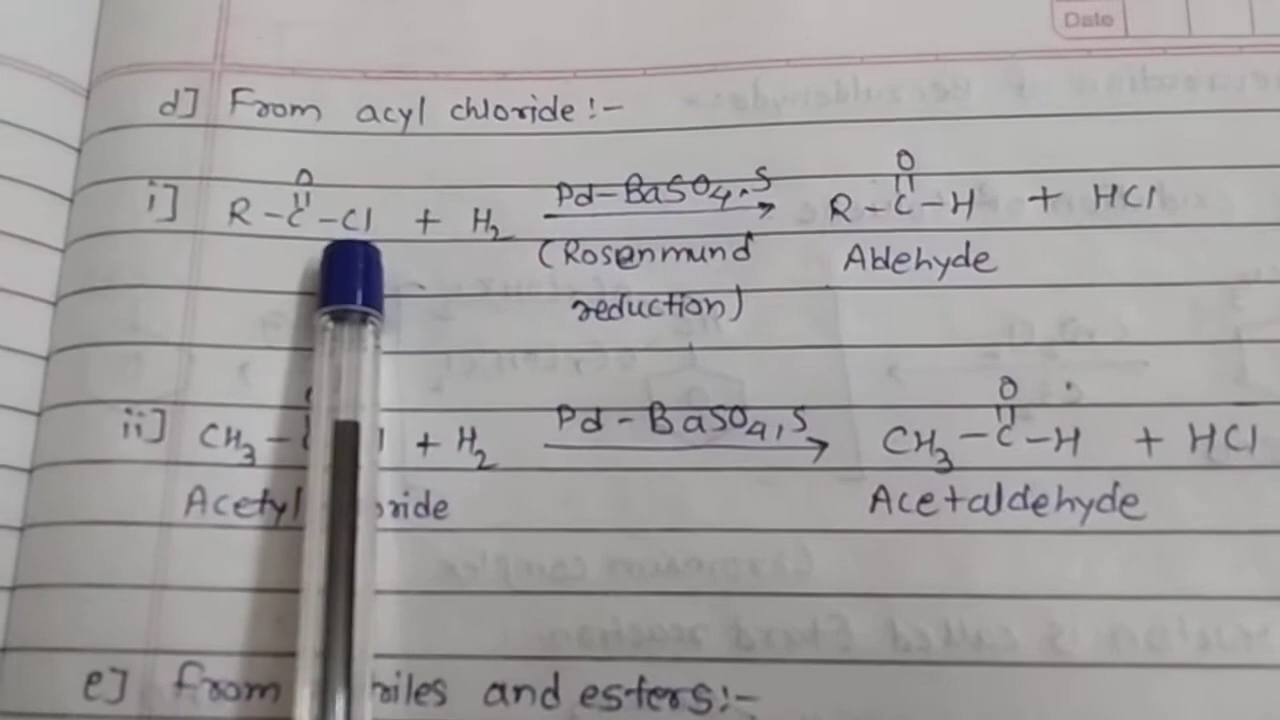 Date
d] From acyl chloride:-
O O
i] R-C-Cl + H2 Pd-BaSO4,S R-C-H + HCl
(Rosenmund Aldehyde
reduction)
O
ii] CH3- + H2 Pd-BaSO4,S CH3-C-H + HCl
Acetyl Acetaldehyde
e] From and esters:-